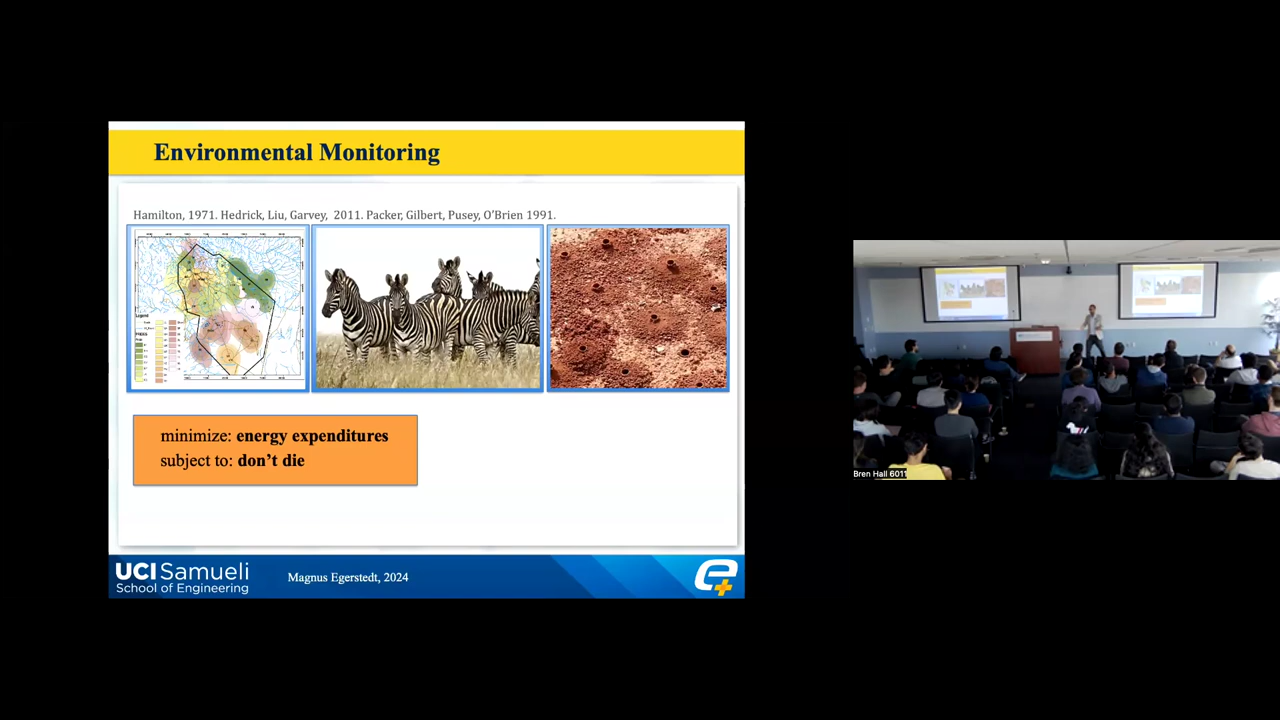 Environmental Monitoring
Hamilton, 1971. Hedrick, Liu, Garvey, 2011. Packer, Gilbert, Pusey, O’Brien 1991.
minimize: energy expenditures
subject to: don’t die
UCI Samueli
School of Engineering
Magnus Egerstedt, 2024
Bren Hall 6011